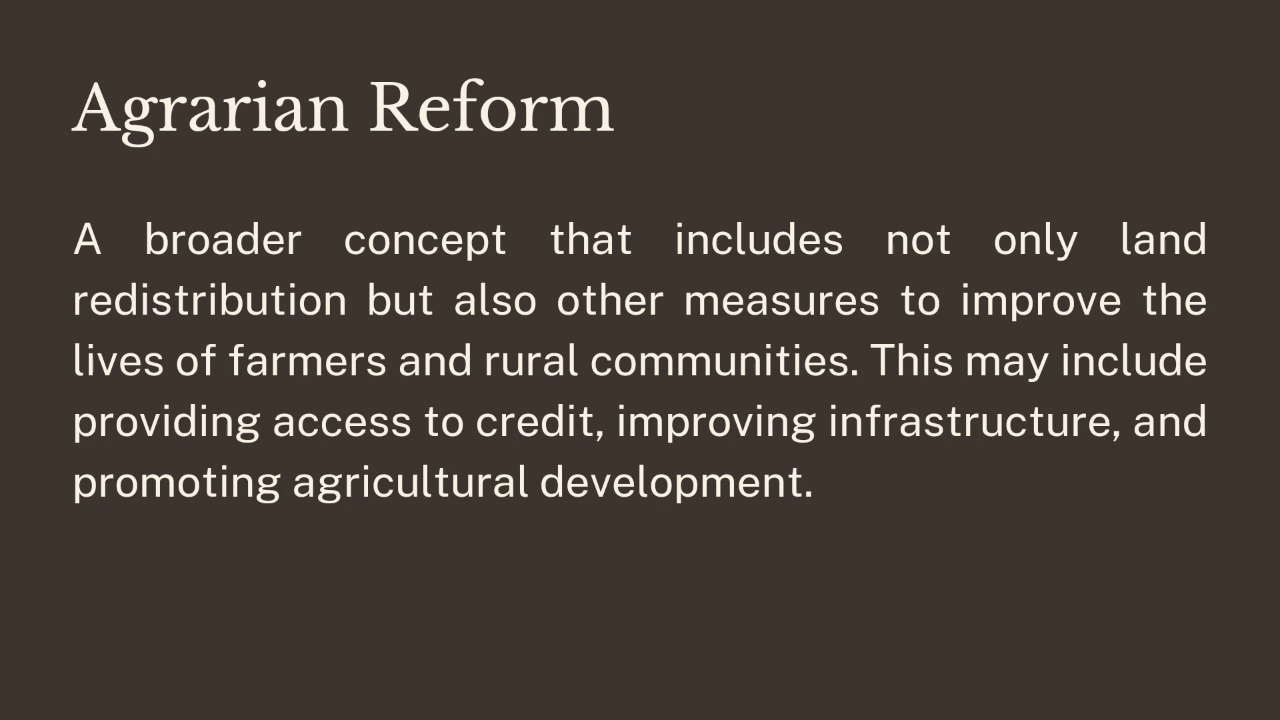 Agrarian Reform
A broader concept that includes not only land
redistribution but also other measures to improve the
lives of farmers and rural communities. This may include
providing access to credit, improving infrastructure, and
promoting agricultural development.